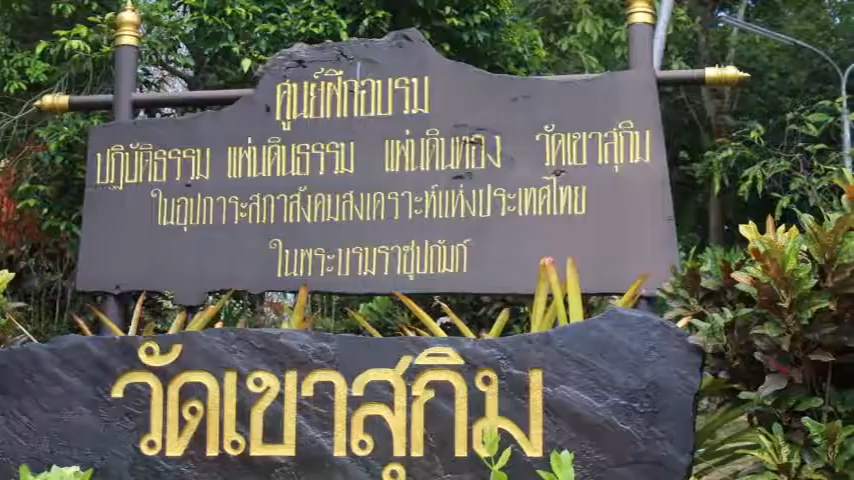 ศูนย์ฝึกอบรม
ปฏิบัติธรรม แผ่นดินธรรม แผ่นดินทอง วัดเขาสุกิม
ในอุปการะสภาสังคมสงเคราะห์แห่งประเทศไทย
ในพระบรมราชูปถัมภ์
วัดเขาสุกิม